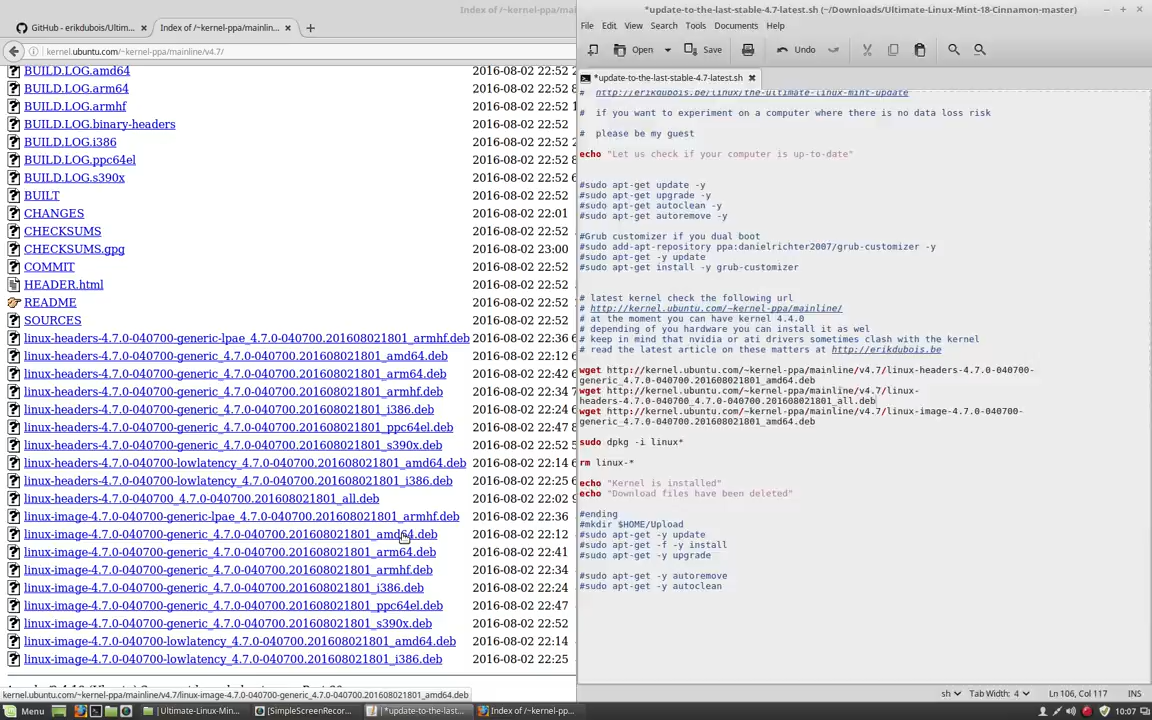 Index of /~kernel-ppa/ma
GitHub - erikdubois/Ultim...
Index of /~kernel-ppa/mainlin...
kernel.ubuntu.com/~kernel-ppa/mainline/v4.7/
BUILD.LOG.amd64 2016-08-02 22:52 2
BUILD.LOG.arm64 2016-08-02 22:52 8
BUILD.LOG.armhf 2016-08-02 22:52 1
BUILD.LOG.binary-headers 2016-08-02 22:52
BUILD.LOG.i386 2016-08-02 22:52 2
BUILD.LOG.ppc64el 2016-08-02 22:52 8
BUILD.LOG.s390x 2016-08-02 22:52 6
BUILT 2016-08-02 22:52
CHANGES 2016-08-02 22:01
CHECKSUMS 2016-08-02 22:52
CHECKSUMS.gpg 2016-08-02 23:00
COMMIT 2016-08-02 22:52
HEADER.html 2016-08-02 22:52
README 2016-08-02 22:52
SOURCES 2016-08-02 22:52
linux-headers-4.7.0-040700-generic-lpae_4.7.0-040700.201608021801_armhf.deb 2016-08-02 22:36 6
linux-headers-4.7.0-040700-generic_4.7.0-040700.201608021801_amd64.deb 2016-08-02 22:12 6
linux-headers-4.7.0-040700-generic_4.7.0-040700.201608021801_arm64.deb 2016-08-02 22:42 6
linux-headers-4.7.0-040700-generic_4.7.0-040700.201608021801_armhf.deb 2016-08-02 22:34 7
linux-headers-4.7.0-040700-generic_4.7.0-040700.201608021801_i386.deb 2016-08-02 22:24 6
linux-headers-4.7.0-040700-generic_4.7.0-040700.201608021801_ppc64el.deb 2016-08-02 22:47 8
linux-headers-4.7.0-040700-generic_4.7.0-040700.201608021801_s390x.deb 2016-08-02 22:52 5
linux-headers-4.7.0-040700-lowlatency_4.7.0-040700.201608021801_amd64.deb 2016-08-02 22:14 6
linux-headers-4.7.0-040700-lowlatency_4.7.0-040700.201608021801_i386.deb 2016-08-02 22:25 6
linux-headers-4.7.0-040700_4.7.0-040700.201608021801_all.deb 2016-08-02 22:02 9
linux-image-4.7.0-040700-generic-lpae_4.7.0-040700.201608021801_armhf.deb 2016-08-02 22:36
linux-image-4.7.0-040700-generic_4.7.0-040700.201608021801_amd64.deb 2016-08-02 22:12
linux-image-4.7.0-040700-generic_4.7.0-040700.201608021801_arm64.deb 2016-08-02 22:41
linux-image-4.7.0-040700-generic_4.7.0-040700.201608021801_armhf.deb 2016-08-02 22:34
linux-image-4.7.0-040700-generic_4.7.0-040700.201608021801_i386.deb 2016-08-02 22:24
linux-image-4.7.0-040700-generic_4.7.0-040700.201608021801_ppc64el.deb 2016-08-02 22:47
linux-image-4.7.0-040700-generic_4.7.0-040700.201608021801_s390x.deb 2016-08-02 22:52
linux-image-4.7.0-040700-lowlatency_4.7.0-040700.201608021801_amd64.deb 2016-08-02 22:14
linux-image-4.7.0-040700-lowlatency_4.7.0-040700.201608021801_i386.deb 2016-08-02 22:25
kernel.ubuntu.com/~kernel-ppa/mainline/v4.7/linux-image-4.7.0-040700-generic_4.7.0-040700.201608021801_amd64.deb
*update-to-the-last-stable-4.7-latest.sh (~/Downloads/Ultimate-Linux-Mint-18-Cinnamon-master)
File Edit View Search Tools Documents Help
Open Save Undo
*update-to-the-last-stable-4.7-latest.sh
# http://erikdubois.be/linux/the-ultimate-linux-mint-update
# if you want to experiment on a computer where there is no data loss risk
# please be my guest
echo "Let us check if your computer is up-to-date"
#sudo apt-get update -y
#sudo apt-get upgrade -y
#sudo apt-get autoclean -y
#sudo apt-get autoremove -y
#Grub customizer if you dual boot
#sudo add-apt-repository ppa:danielrichter2007/grub-customizer -y
#sudo apt-get -y update
#sudo apt-get install -y grub-customizer
# latest kernel check the following url
# http://kernel.ubuntu.com/~kernel-ppa/mainline/
# at the moment you can have kernel 4.4.0
# depending of you hardware you can install it as wel
# keep in mind that nvidia or ati drivers sometimes clash with the kernel
# read the latest article on these matters at http://erikdubois.be
wget http://kernel.ubuntu.com/~kernel-ppa/mainline/v4.7/linux-headers-4.7.0-040700-
generic_4.7.0-040700.201608021801_amd64.deb
wget http://kernel.ubuntu.com/~kernel-ppa/mainline/v4.7/linux-
headers-4.7.0-040700_4.7.0-040700.201608021801_all.deb
wget http://kernel.ubuntu.com/~kernel-ppa/mainline/v4.7/linux-image-4.7.0-040700-
generic_4.7.0-040700.201608021801_amd64.deb
sudo dpkg -i linux*
rm linux-*
echo "Kernel is installed"
echo "Download files have been deleted"
#ending
#mkdir $HOME/Upload
#sudo apt-get -y update
#sudo apt-get -f -y install
#sudo apt-get -y upgrade
#sudo apt-get -y autoremove
#sudo apt-get -y autoclean
sh Tab Width: 4 Ln 106, Col 117 INS
Menu
Ultimate-Linux-Min...
[SimpleScreenRecor...
*update-to-the-last...
Index of /~kernel-pp...
10:07